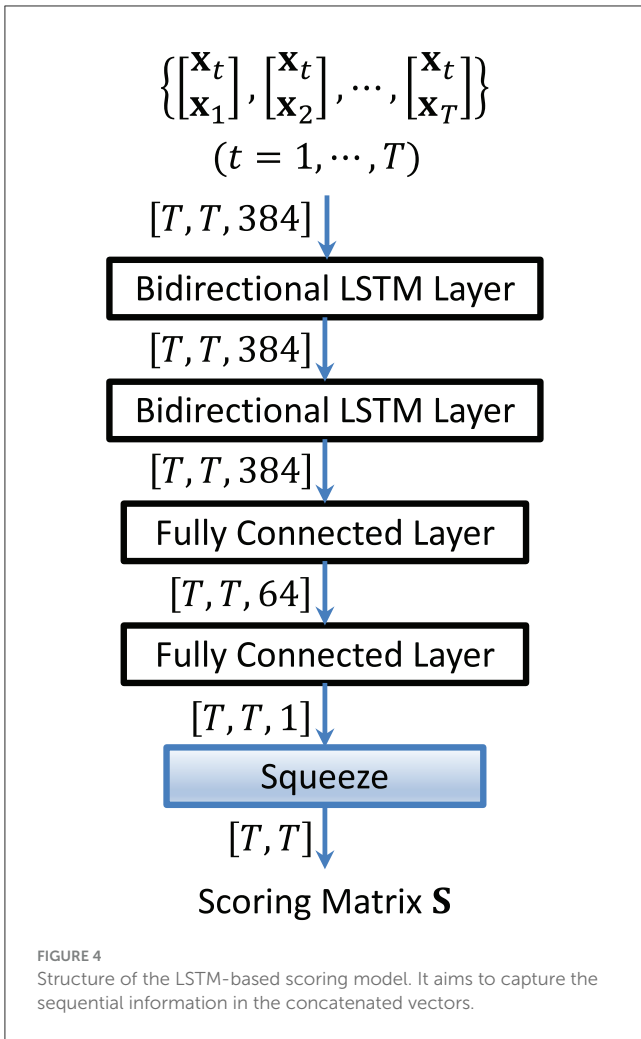 {[x_t x_1], [x_t x_2], ⋯, [x_t x_T]}
(t = 1, ⋯, T)
[T, T, 384]
Bidirectional LSTM Layer
[T, T, 384]
Bidirectional LSTM Layer
[T, T, 384]
Fully Connected Layer
[T, T, 64]
Fully Connected Layer
[T, T, 1]
Squeeze
[T, T]
Scoring Matrix S
FIGURE 4
Structure of the LSTM-based scoring model. It aims to capture the
sequential information in the concatenated vectors.